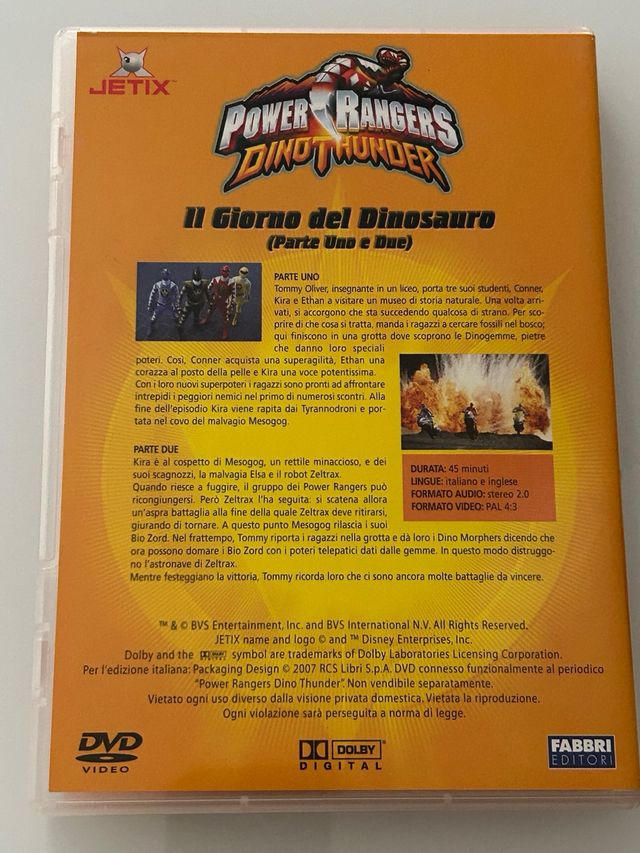 JETIX™
POWER RANGERS
DINOTHUNDER
Il Giorno del Dinosauro
(Parte Uno e Due)
PARTE UNO
Tommy Oliver, insegnante in un liceo, porta tre suoi studenti, Conner,
Kira e Ethan a visitare un museo di storia naturale. Una volta arri-
vati, si accorgono che sta succedendo qualcosa di strano. Per sco-
prire di che cosa si tratta, manda i ragazzi a cercare fossili nel bosco;
qui finiscono in una grotta dove scoprono le Dinogemme, pietre
che danno loro speciali
poteri. Così, Conner acquista una superagilità, Ethan una
corazza al posto della pelle e Kira una voce potentissima.
Con i loro nuovi superpoteri i ragazzi sono pronti ad affrontare
intrepidi i peggiori nemici nel primo di numerosi scontri. Alla
fine dell'episodio Kira viene rapita dai Tyrannodroni e por-
tata nel covo del malvagio Mesogog.
PARTE DUE
Kira è al cospetto di Mesogog, un rettile minaccioso, e dei
suoi scagnozzi, la malvagia Elsa e il robot Zeltrax.
Quando riesce a fuggire, il gruppo dei Power Rangers può
ricongiungersi. Però Zeltrax l'ha seguita: si scatena allora
un'aspra battaglia alla fine della quale Zeltrax deve ritirarsi,
giurando di tornare. A questo punto Mesogog rilascia i suoi
Bio Zord. Nel frattempo, Tommy riporta i ragazzi nella grotta e dà loro i Dino Morphers dicendo che
ora possono domare i Bio Zord con i poteri telepatici dati dalle gemme. In questo modo distruggo-
no l'astronave di Zeltrax.
Mentre festeggiano la vittoria, Tommy ricorda loro che ci sono ancora molte battaglie da vincere.
DURATA: 45 minuti
LINGUE: italiano e inglese
FORMATO AUDIO: stereo 2.0
FORMATO VIDEO: PAL 4:3
™ & © BVS Entertainment, Inc. and BVS International N.V. All Rights Reserved.
JETIX name and logo © and ™ Disney Enterprises, Inc.
Dolby and the symbol are trademarks of Dolby Laboratories Licensing Corporation.
Per l'edizione italiana: Packaging Design © 2007 RCS Libri S.p.A. DVD connesso funzionalmente al periodico
"Power Rangers Dino Thunder". Non vendibile separatamente.
Vietato ogni uso diverso dalla visione privata domestica. Vietata la riproduzione.
Ogni violazione sarà perseguita a norma di legge.
DVD
VIDEO
DOLBY
DIGITAL
FABBRI
EDITORI